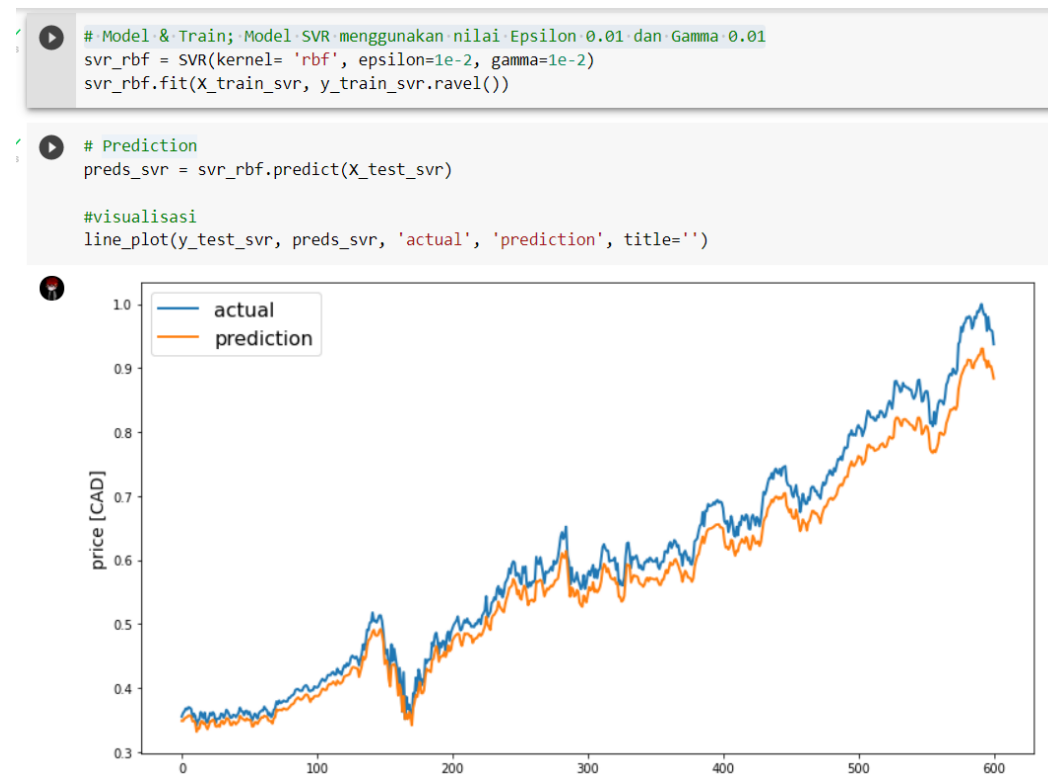 # Model & Train; Model SVR menggunakan nilai Epsilon 0.01 dan Gamma 0.01
svr_rbf = SVR(kernel= 'rbf', epsilon=1e-2, gamma=1e-2)
svr_rbf.fit(X_train_svr, y_train_svr.ravel())
# Prediction
preds_svr = svr_rbf.predict(X_test_svr)
#visualisasi
line_plot(y_test_svr, preds_svr, 'actual', 'prediction', title='')
actual
prediction
price [CAD]
1.0
0.9
0.8
0.7
0.6
0.5
0.4
0.3
0 100 200 300 400 500 600